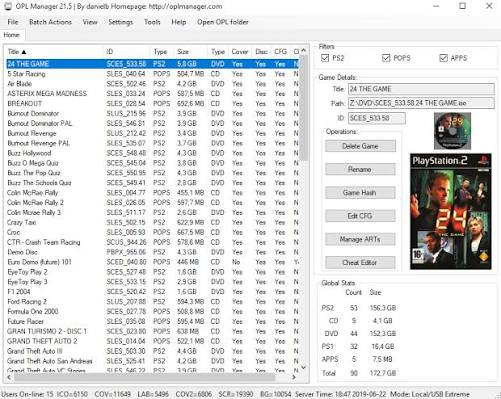 OPL Manager 21.5 | By danielb Homepage: http://oplmanager.com
File Batch Actions View Settings Tools Help Open OPL folder
Home
Title ID Type Size Type Cover Disc CFG
24 THE GAME SCES_533.58 PS2 5,8 GB DVD Yes Yes Yes N
5 Star Racing SLES_040.64 POPS 504,7 MB CD Yes Yes Yes N
Air Blade SCES_502.46 PS2 4,2 GB DVD Yes Yes Yes N
ASTERIX MEGA MADNESS SLES_033.24 POPS 587,5 MB CD Yes Yes Yes N
BREAKOUT SLES_028.54 POPS 652,6 MB CD Yes Yes Yes N
Burnout Dominator SLUS_215.96 PS2 3,9 GB DVD Yes Yes Yes N
Burnout Dominator PAL SLES_546.81 PS2 3,9 GB DVD Yes Yes Yes N
Burnout Revenge SLUS_212.42 PS2 3,4 GB DVD Yes Yes Yes N
Burnout Revenge PAL SLES_535.07 PS2 3,7 GB DVD Yes Yes Yes N
Buzz Hollywood SCES_548.48 PS2 4,3 GB DVD Yes Yes Yes N
Buzz O Mega Quiz SCES_545.04 PS2 3,8 GB DVD Yes Yes Yes N
Buzz The Pop Quiz SCES_550.95 PS2 4,3 GB DVD Yes Yes Yes N
Buzz The Schools Quiz SCES_549.41 PS2 2,8 GB DVD Yes Yes Yes N
Colin McRae Rally SLES_004.77 POPS 455,1 MB CD Yes Yes Yes N
Colin McRae Rally 2 SLES_026.05 POPS 597,7 MB CD Yes Yes Yes N
Colin Mcrae Rally 3 SLES_511.17 PS2 2,6 GB DVD Yes Yes Yes N
Crazy Taxi SLES_502.15 PS2 622,9 MB CD Yes Yes Yes N
Croc SLES_005.93 POPS 667,5 MB CD Yes Yes Yes N
CTR - Crash Team Racing SCUS_944.26 POPS 578,6 MB CD Yes Yes Yes N
Demo Disc PBPX_955.06 PS2 4,3 GB DVD Yes Yes Yes N
Euro Demo (futuro) 101 SCED_040.80 POPS 446 MB CD No Yes Yes Y
EyeToy Play 2 SCES_527.48 PS2 1,6 GB DVD Yes Yes Yes N
EyeToy Play 3 SCES_533.15 PS2 2,9 GB DVD Yes Yes Yes N
F1 2004 SCES_520.42 PS2 1,6 GB DVD Yes Yes Yes N
Ford Racing 2 SLUS_207.88 PS2 594,3 MB CD Yes Yes Yes N
Formula One 2000 SCES_027.78 POPS 508,8 MB CD Yes Yes Yes N
Future Racer SLES_035.08 POPS 595,4 MB CD Yes Yes Yes N
GRAN TURISMO 2 - DISC 1 SCES_023.80 POPS 638 MB CD Yes Yes Yes N
GRAND THEFT AUTO 2 SLES_014.04 POPS 522,1 MB CD Yes Yes Yes N
Grand Theft Auto III SLES_503.30 PS2 4,4 GB DVD Yes Yes Yes N
Grand Theft Auto San Andreas SLES_525.41 PS2 4,2 GB DVD Yes Yes Yes N
Grand Theft Auto Vice City SLES_510.61 PS2 4,2 GB DVD Yes Yes Yes N
Filters
PS2 POPS APPS
Game Details:
Title: 24 THE GAME
Path: Z:\DVD\SCES_533.58.24 THE GAME.iso
ID: SCES_533.58
Operations:
Delete Game
Rename
Game Hash
Edit CFG
Manage ARTs
Cheat Editor
PlayStation.2
24
THE GAME
Global Stats
Count Size
PS2 53 156,3 GB
CD 9 4,1 GB
DVD 44 152,3 GB
PS1 32 16,4 GB
APPS 5 7,5 MB
Total 90 172,7 GB
Users On-line: 15 ICO=6150 COV=11649 LAB=5496 COV2=6806 SCR=19390 BG=10054 Server Time: 18:47 2019-06-22 Mode: Local/USB Extreme